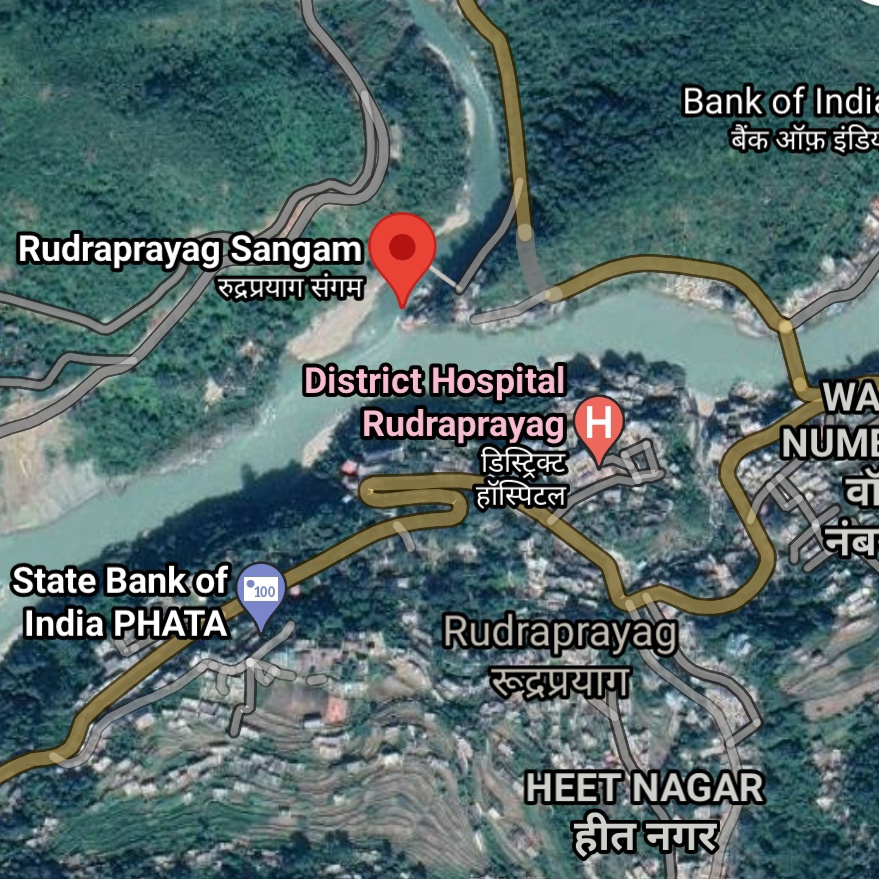 Bank of India
बैंक ऑफ़ इंडिय
Rudraprayag Sangam
रुद्रप्रयाग संगम
District Hospital
Rudraprayag
डिस्ट्रिक्ट
हॉस्पिटल
H
WA
NUMB
वॉ
नंब
State Bank of
India PHATA
100
Rudraprayag
रूद्रप्रयाग
HEET NAGAR
हीत नगर